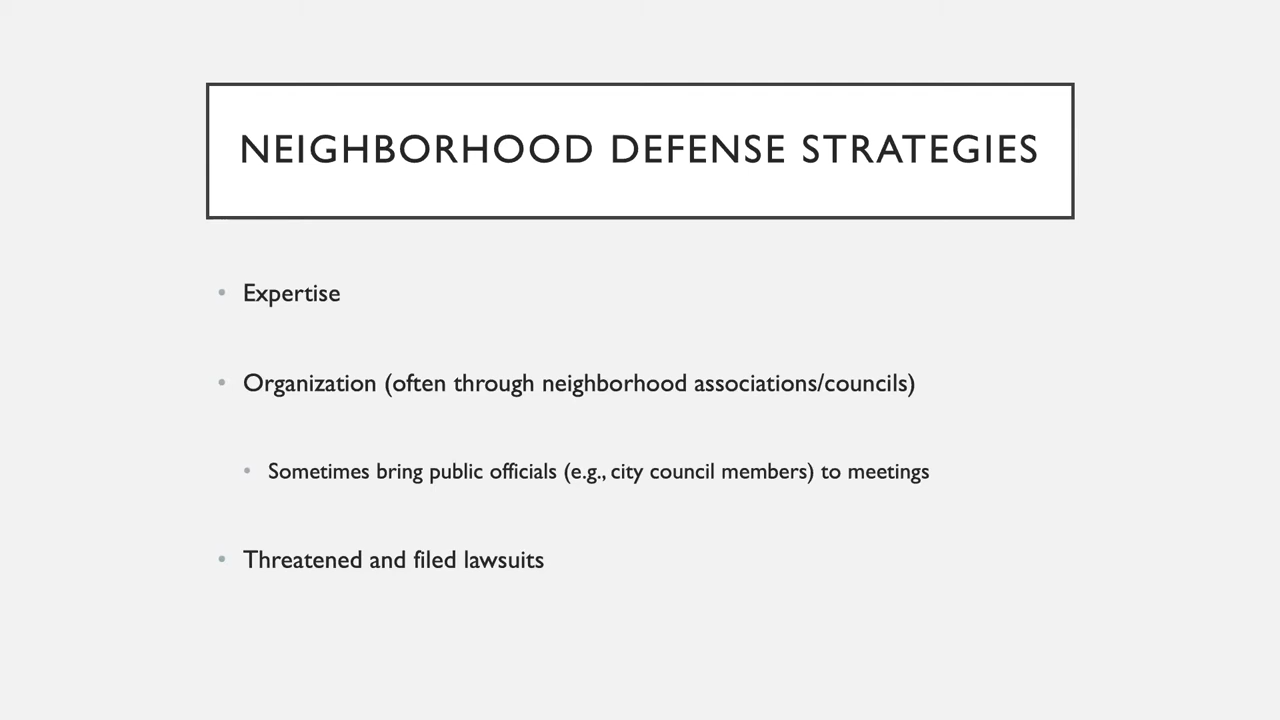 NEIGHBORHOOD DEFENSE STRATEGIES
• Expertise
• Organization (often through neighborhood associations/councils)
• Sometimes bring public officials (e.g., city council members) to meetings
• Threatened and filed lawsuits